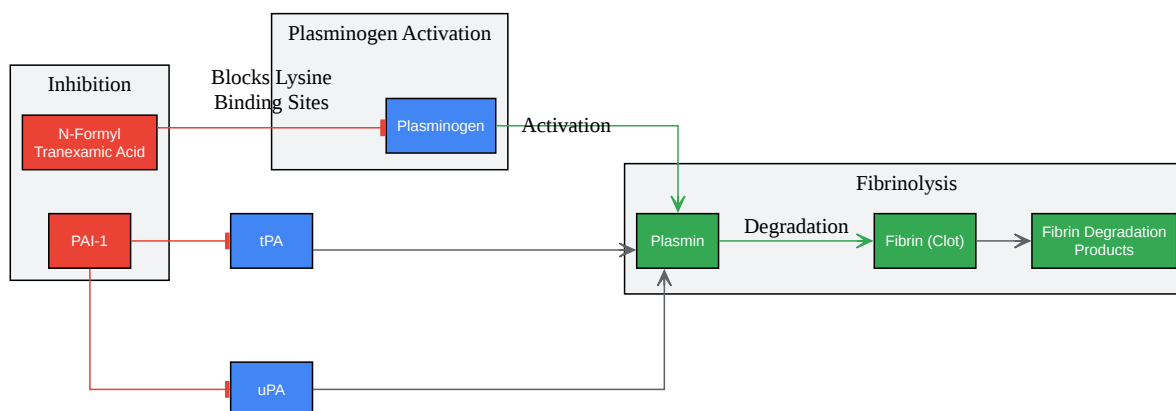 Plasminogen Activation
Inhibition
Blocks Lysine
Binding Sites
N-Formyl
Tranexamic Acid
Plasminogen
Activation
Fibrinolysis
PAI-1
tPA
Plasmin
Degradation
Fibrin (Clot)
Fibrin Degradation
Products
uPA